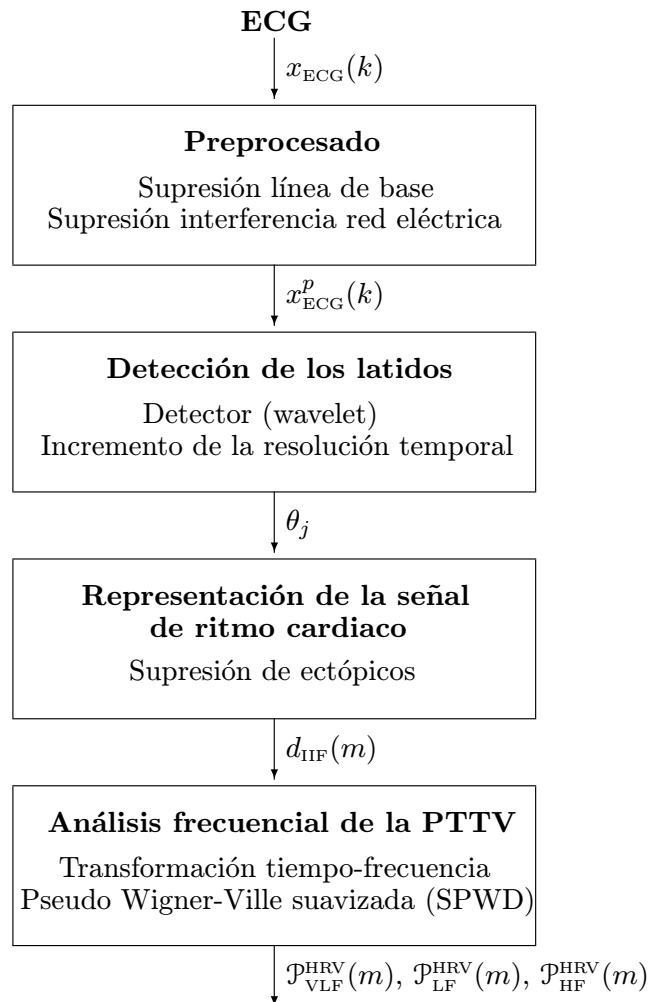 ECG
x_ECG(k)
Preprocesado
Supresión línea de base
Supresión interferencia red eléctrica
x^p_ECG(k)
Detección de los latidos
Detector (wavelet)
Incremento de la resolución temporal
θ_j
Representación de la señal
de ritmo cardiaco
Supresión de ectópicos
d_IIF(m)
Análisis frecuencial de la PTTV
Transformación tiempo-frecuencia
Pseudo Wigner-Ville suavizada (SPWD)
P^HRV_VLF(m), P^HRV_LF(m), P^HRV_HF(m)